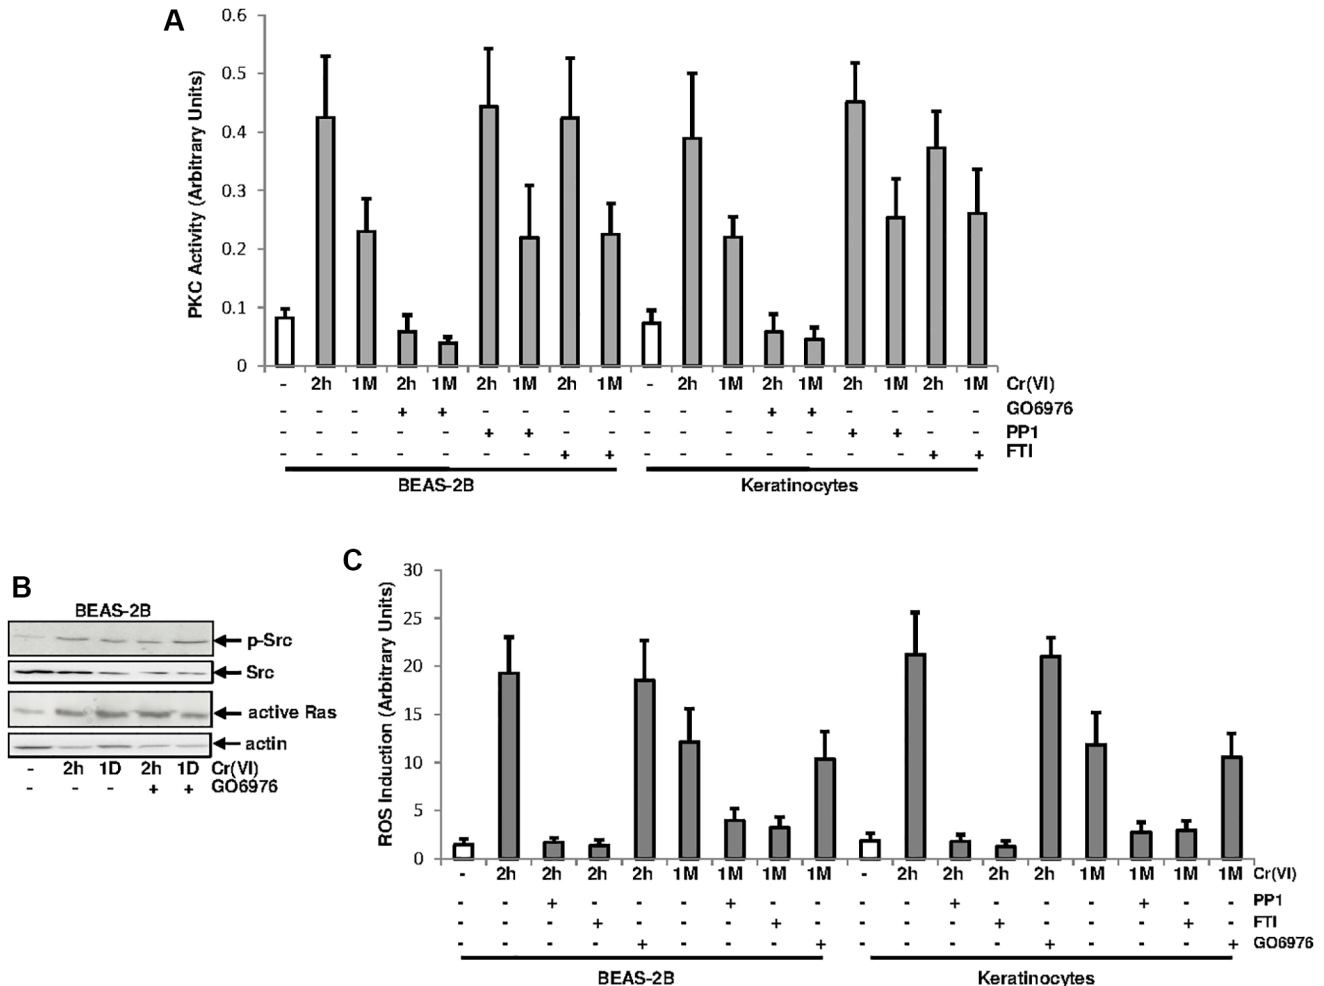 A
PKC Activity (Arbitrary Units)
0.6
0.5
0.4
0.3
0.2
0.1
0
- 2h 1M 2h 1M 2h 1M 2h 1M - 2h 1M 2h 1M 2h 1M 2h 1M Cr(VI)
- - - + + - - - - - - - + + - - - - GO6976
- - - - - + + - - - - - - - + + - - PP1
- - - - - - - + + - - - - - - - + + FTI
BEAS-2B Keratinocytes
B
BEAS-2B
p-Src
Src
active Ras
actin
- 2h 1D 2h 1D Cr(VI)
- - - + + GO6976
C
ROS Induction (Arbitrary Units)
30
25
20
15
10
5
0
- 2h 2h 2h 2h 1M 1M 1M 1M - 2h 2h 2h 2h 1M 1M 1M 1M Cr(VI)
- - + - - - + - - - - + - - - + - - PP1
- - - + - - - + - - - - + - - - + - FTI
- - - - + - - - + - - - - + - - - + GO6976
BEAS-2B Keratinocytes